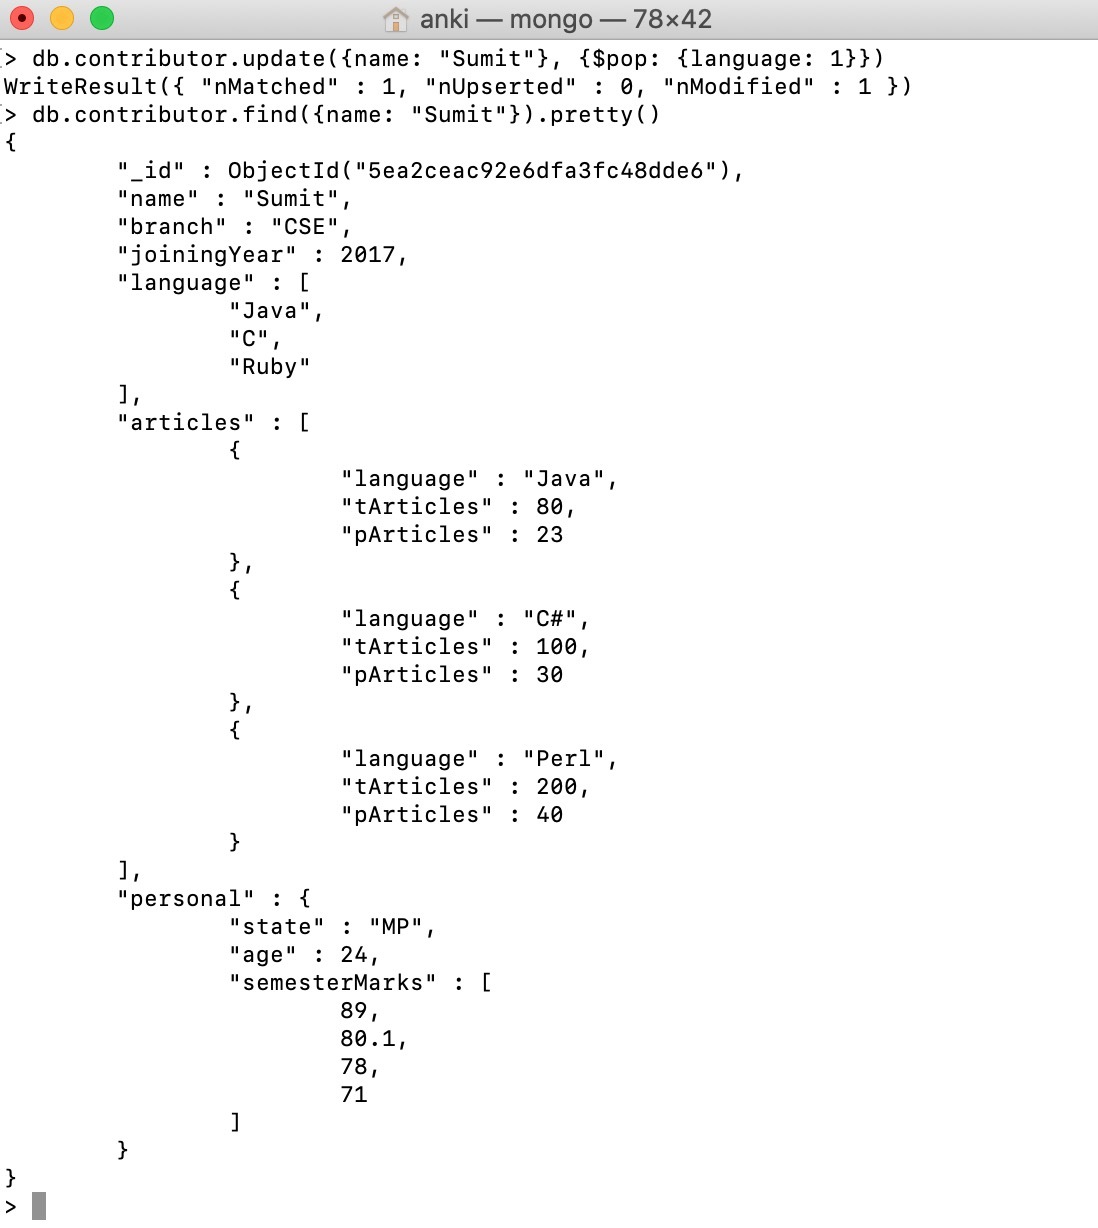 anki — mongo — 78×42
> db.contributor.update({name: "Sumit"}, {$pop: {language: 1}})
WriteResult({ "nMatched" : 1, "nUpserted" : 0, "nModified" : 1 })
> db.contributor.find({name: "Sumit"}).pretty()
{
        "_id" : ObjectId("5ea2ceac92e6dfa3fc48dde6"),
        "name" : "Sumit",
        "branch" : "CSE",
        "joiningYear" : 2017,
        "language" : [
                "Java",
                "C",
                "Ruby"
        ],
        "articles" : [
                {
                        "language" : "Java",
                        "tArticles" : 80,
                        "pArticles" : 23
                },
                {
                        "language" : "C#",
                        "tArticles" : 100,
                        "pArticles" : 30
                },
                {
                        "language" : "Perl",
                        "tArticles" : 200,
                        "pArticles" : 40
                }
        ],
        "personal" : {
                "state" : "MP",
                "age" : 24,
                "semesterMarks" : [
                        89,
                        80.1,
                        78,
                        71
                ]
        }
}
>